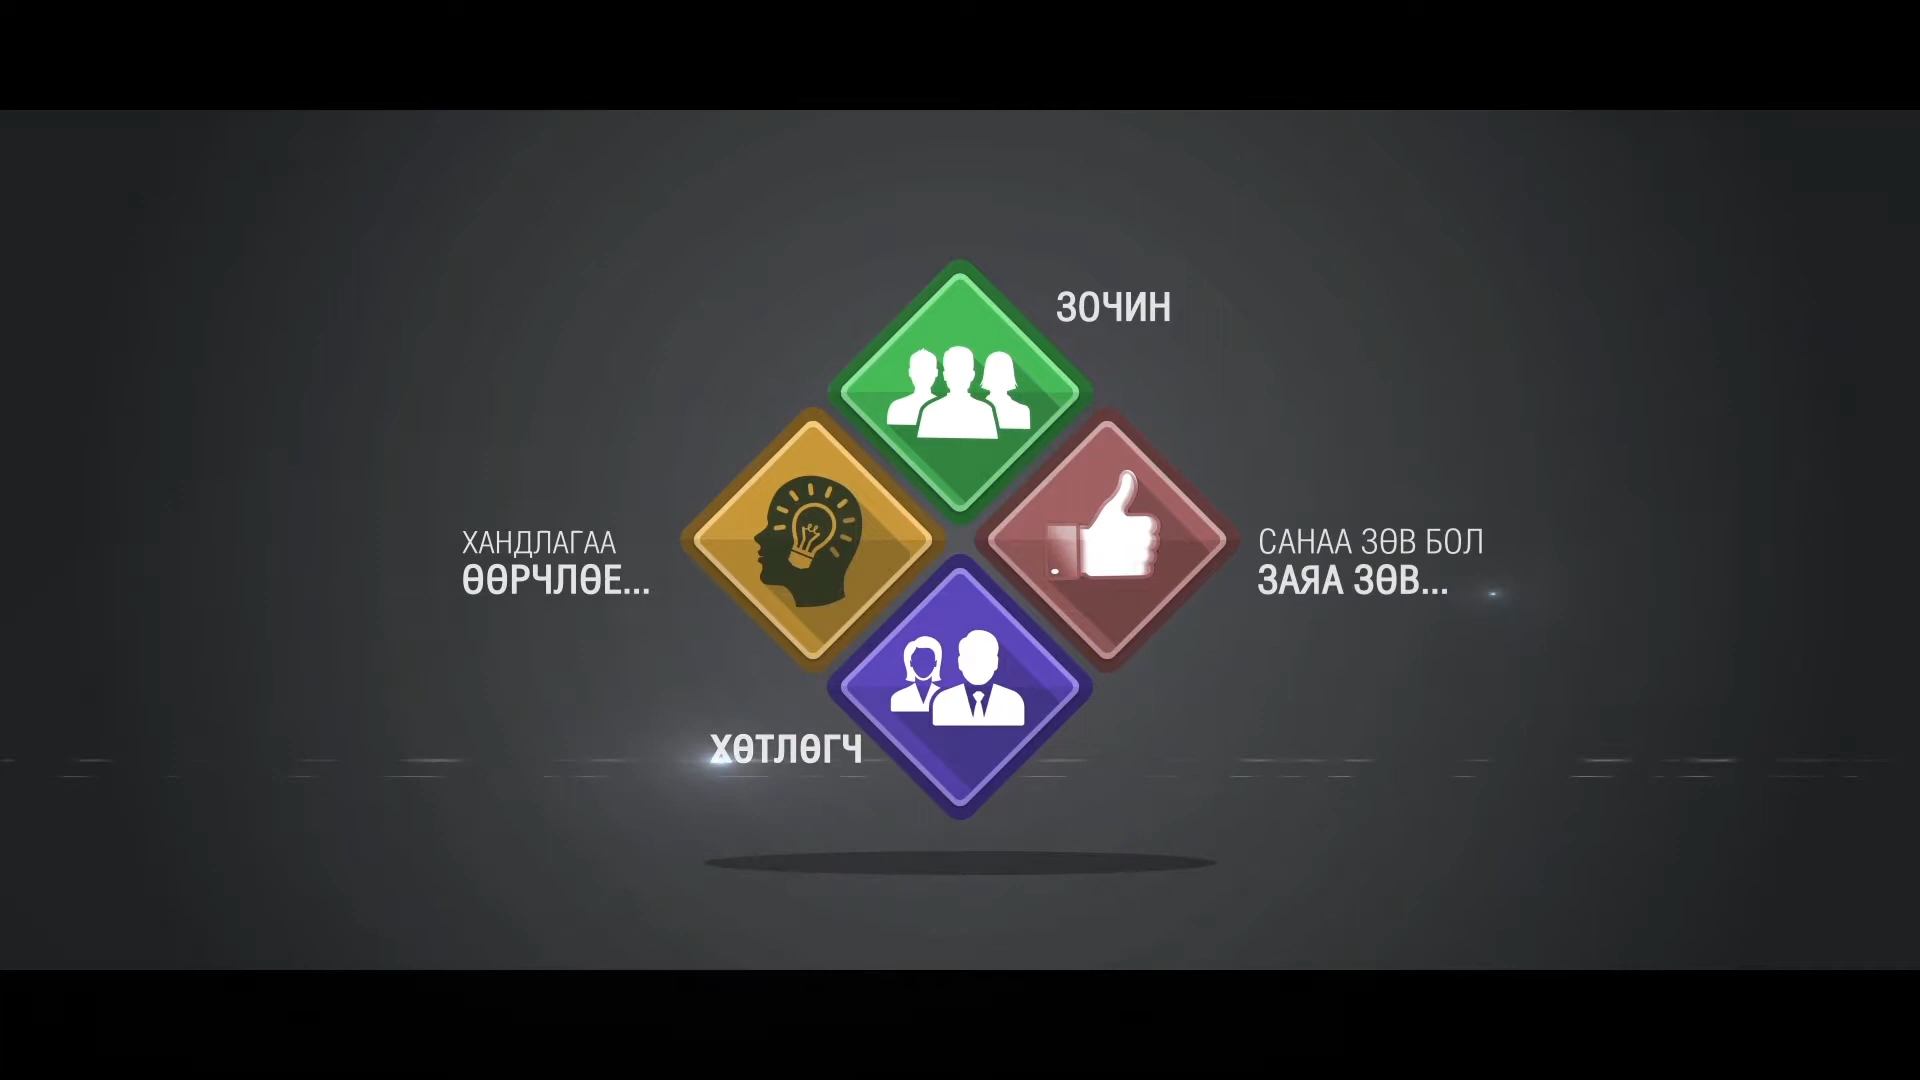 ЗОЧИН
ХАНДЛАГАА
ӨӨРЧЛӨЕ...
САНАА ЗӨВ БОЛ
ЗАЯА ЗӨВ...
ХӨТЛӨГЧ